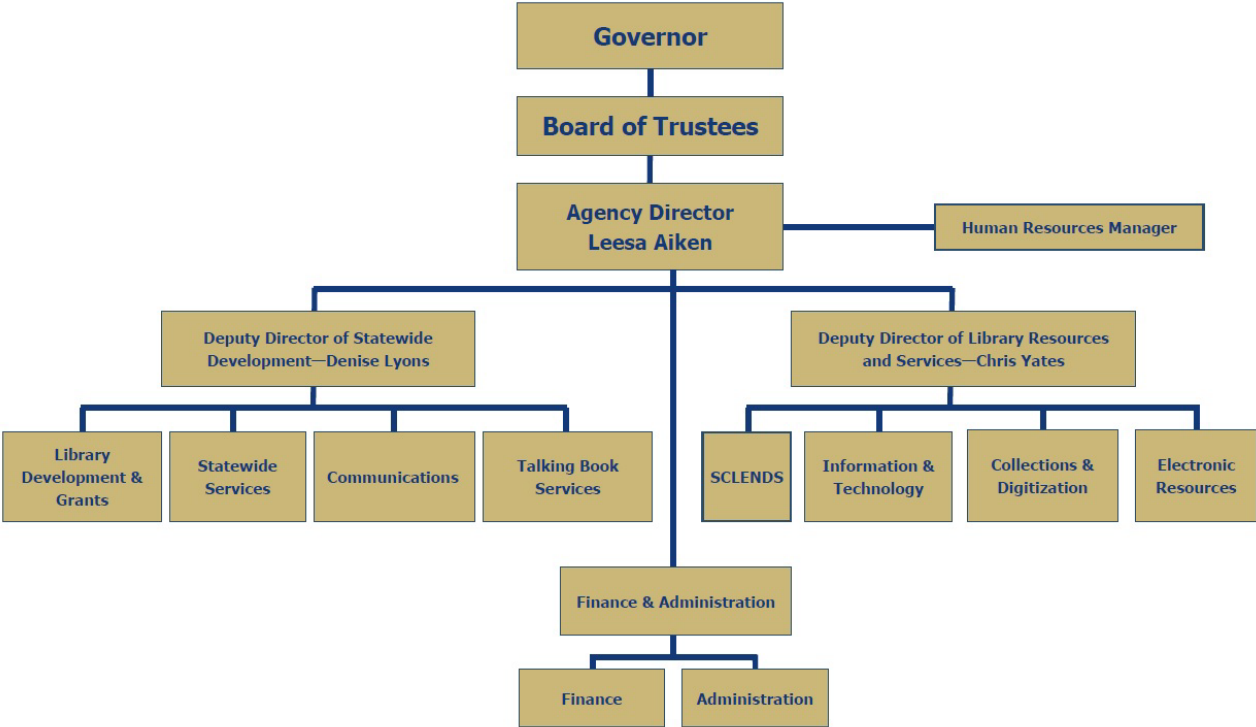 Governor
Board of Trustees
Agency Director
Leesa Aiken
Human Resources Manager
Deputy Director of Statewide
Development—Denise Lyons
Deputy Director of Library Resources
and Services—Chris Yates
Library
Development &
Grants
Statewide
Services
Communications
Talking Book
Services
SCLENDS
Information &
Technology
Collections &
Digitization
Electronic
Resources
Finance & Administration
Finance
Administration